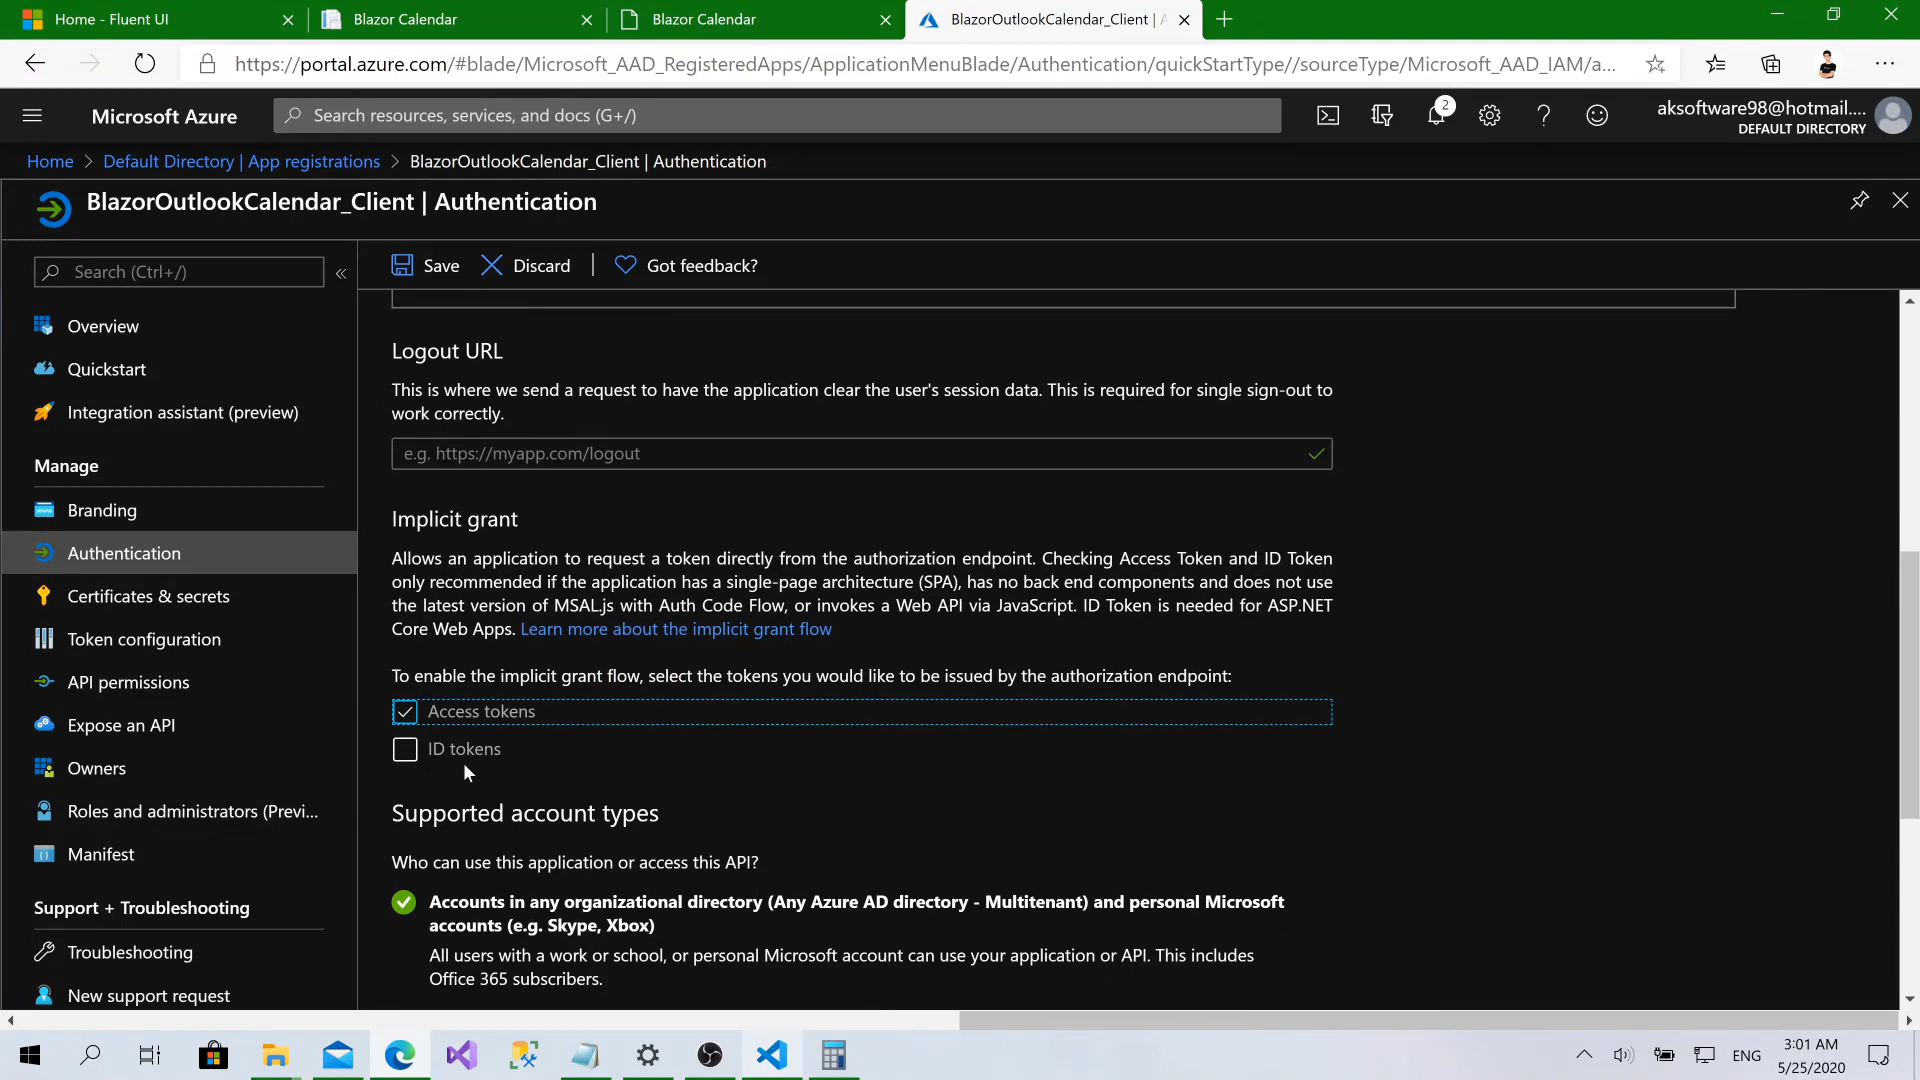 Home - Fluent UI
Blazor Calendar
Blazor Calendar
BlazorOutlookCalendar_Client |
https://portal.azure.com/#blade/Microsoft_AAD_RegisteredApps/ApplicationMenuBlade/Authentication/quickStartType//sourceType/Microsoft_AAD_IAM/a...
Microsoft Azure
Search resources, services, and docs (G+/)
2
aksoftware98@hotmail....
DEFAULT DIRECTORY
Home > Default Directory | App registrations > BlazorOutlookCalendar_Client | Authentication
BlazorOutlookCalendar_Client | Authentication
Search (Ctrl+/)
«
Overview
Quickstart
Integration assistant (preview)
Manage
Branding
Authentication
Certificates & secrets
Token configuration
API permissions
Expose an API
Owners
Roles and administrators (Previ...
Manifest
Support + Troubleshooting
Troubleshooting
New support request
Save
Discard
Got feedback?
Logout URL
This is where we send a request to have the application clear the user's session data. This is required for single sign-out to
work correctly.
e.g. https://myapp.com/logout
Implicit grant
Allows an application to request a token directly from the authorization endpoint. Checking Access Token and ID Token
only recommended if the application has a single-page architecture (SPA), has no back end components and does not use
the latest version of MSAL.js with Auth Code Flow, or invokes a Web API via JavaScript. ID Token is needed for ASP.NET
Core Web Apps. Learn more about the implicit grant flow
To enable the implicit grant flow, select the tokens you would like to be issued by the authorization endpoint:
Access tokens
ID tokens
Supported account types
Who can use this application or access this API?
Accounts in any organizational directory (Any Azure AD directory - Multitenant) and personal Microsoft
accounts (e.g. Skype, Xbox)
All users with a work or school, or personal Microsoft account can use your application or API. This includes
Office 365 subscribers.
ENG
3:01 AM
5/25/2020